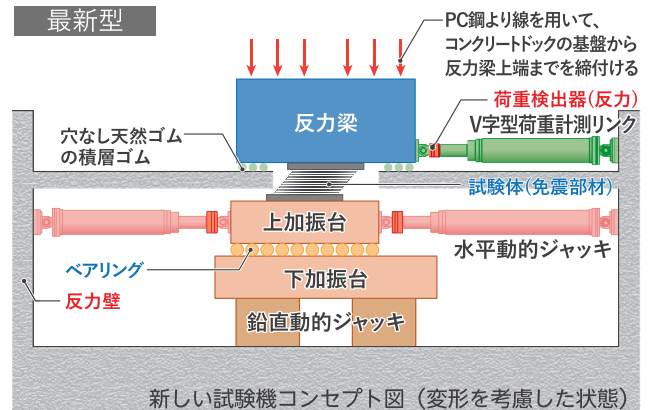 最新型
PC鋼より線を用いて、
コンクリートドックの基盤から
反力梁上端までを締付ける
荷重検出器(反力)
V字型荷重計測リンク
反力梁
穴なし天然ゴム
の積層ゴム
試験体(免震部材)
上加振台
水平動的ジャッキ
ベアリング
下加振台
反力壁
鉛直動的ジャッキ
新しい試験機コンセプト図（変形を考慮した状態）